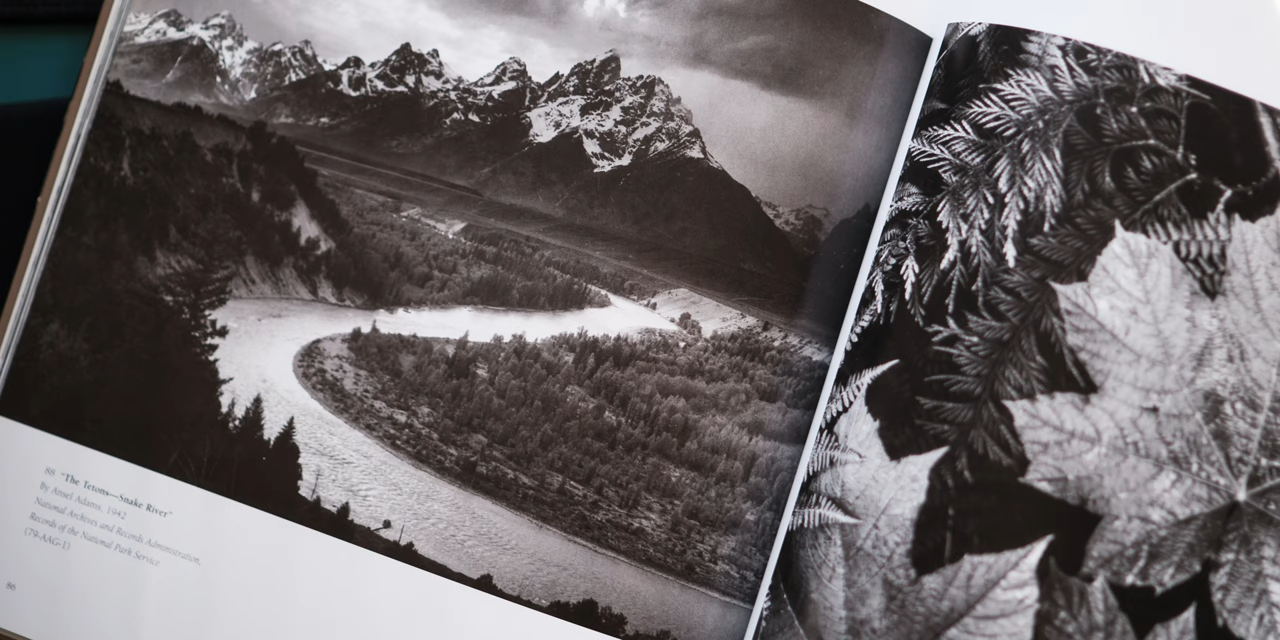 88 "The Tetons—Snake River"
By Ansel Adams, 1942
National Archives and Records Administration,
Records of the National Park Service
(79-AAG-1)
86